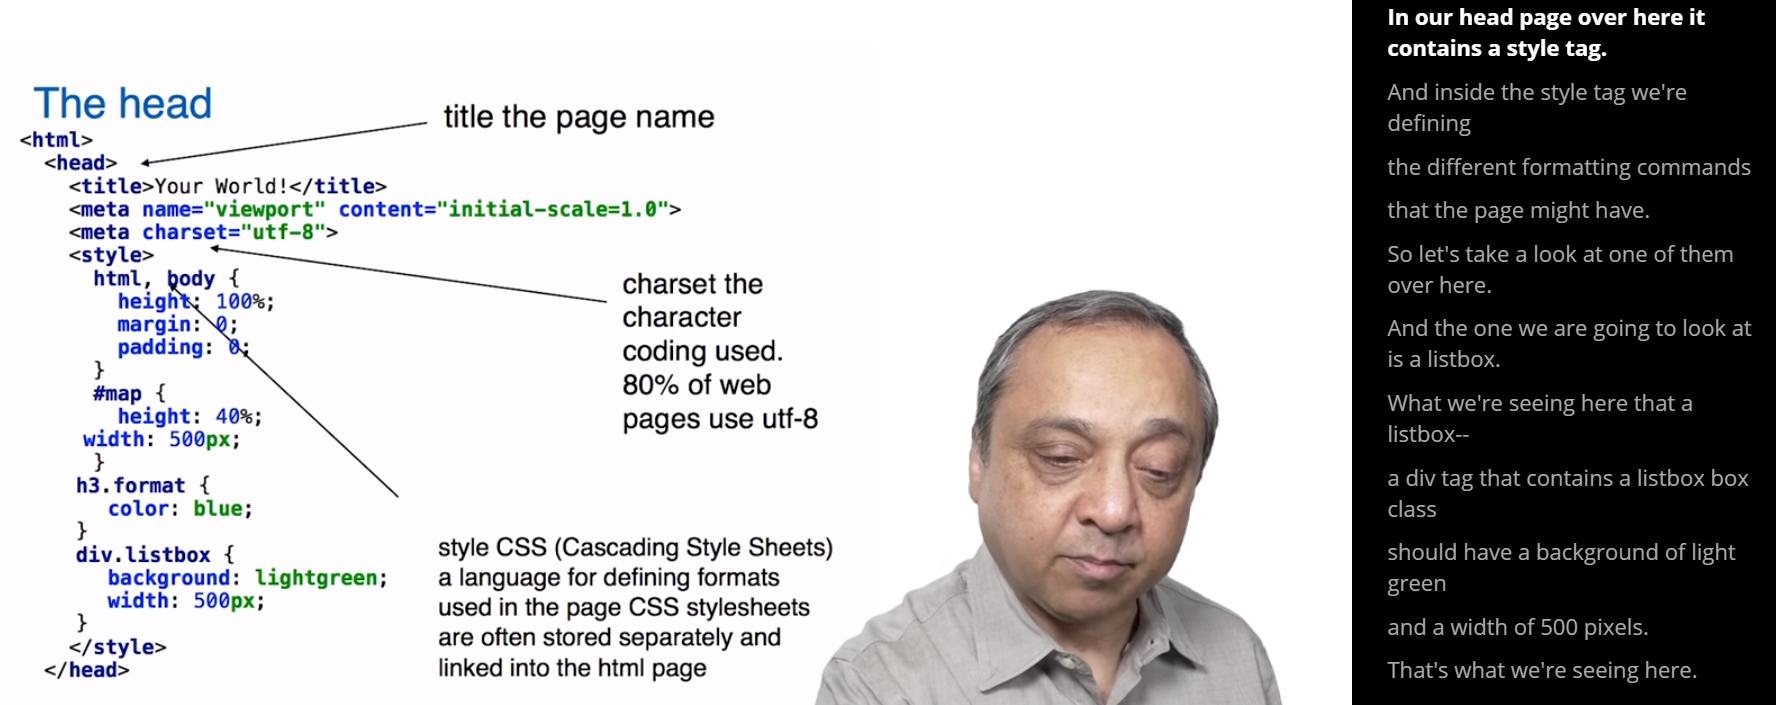 The head
<html>
<head>
<title>Your World!</title>
<meta name="viewport" content="initial-scale=1.0">
<meta charset="utf-8">
<style>
html, body {
height: 100%;
margin: 0;
padding: 0;
}
#map {
height: 40%;
width: 500px;
}
h3.format {
color: blue;
}
div.listbox {
background: lightgreen;
width: 500px;
}
</style>
</head>
title the page name
charset the
character
coding used.
80% of web
pages use utf-8
style CSS (Cascading Style Sheets)
a language for defining formats
used in the page CSS stylesheets
are often stored separately and
linked into the html page
In our head page over here it
contains a style tag.
And inside the style tag we're
defining
the different formatting commands
that the page might have.
So let's take a look at one of them
over here.
And the one we are going to look at
is a listbox.
What we're seeing here that a
listbox--
a div tag that contains a listbox box
class
should have a background of light
green
and a width of 500 pixels.
That's what we're seeing here.